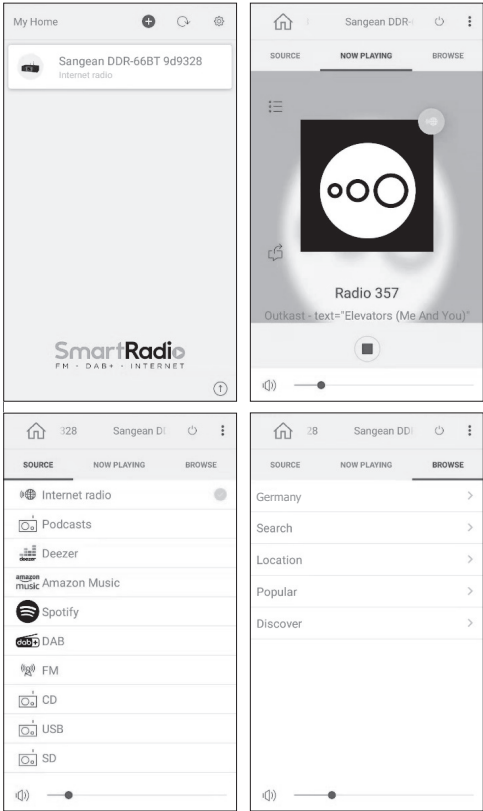 My Home
Sangean DDR-66BT 9d9328
Internet radio
SmartRadio
FM - DAB+ - INTERNET
Sangean DDR-
SOURCE NOW PLAYING BROWSE
Radio 357
Outkast - text="Elevators (Me And You)"
328 Sangean DD
SOURCE NOW PLAYING BROWSE
Internet radio
Podcasts
deezer Deezer
amazon music Amazon Music
Spotify
dab+ DAB
FM
CD
USB
SD
28 Sangean DD
SOURCE NOW PLAYING BROWSE
Germany
Search
Location
Popular
Discover